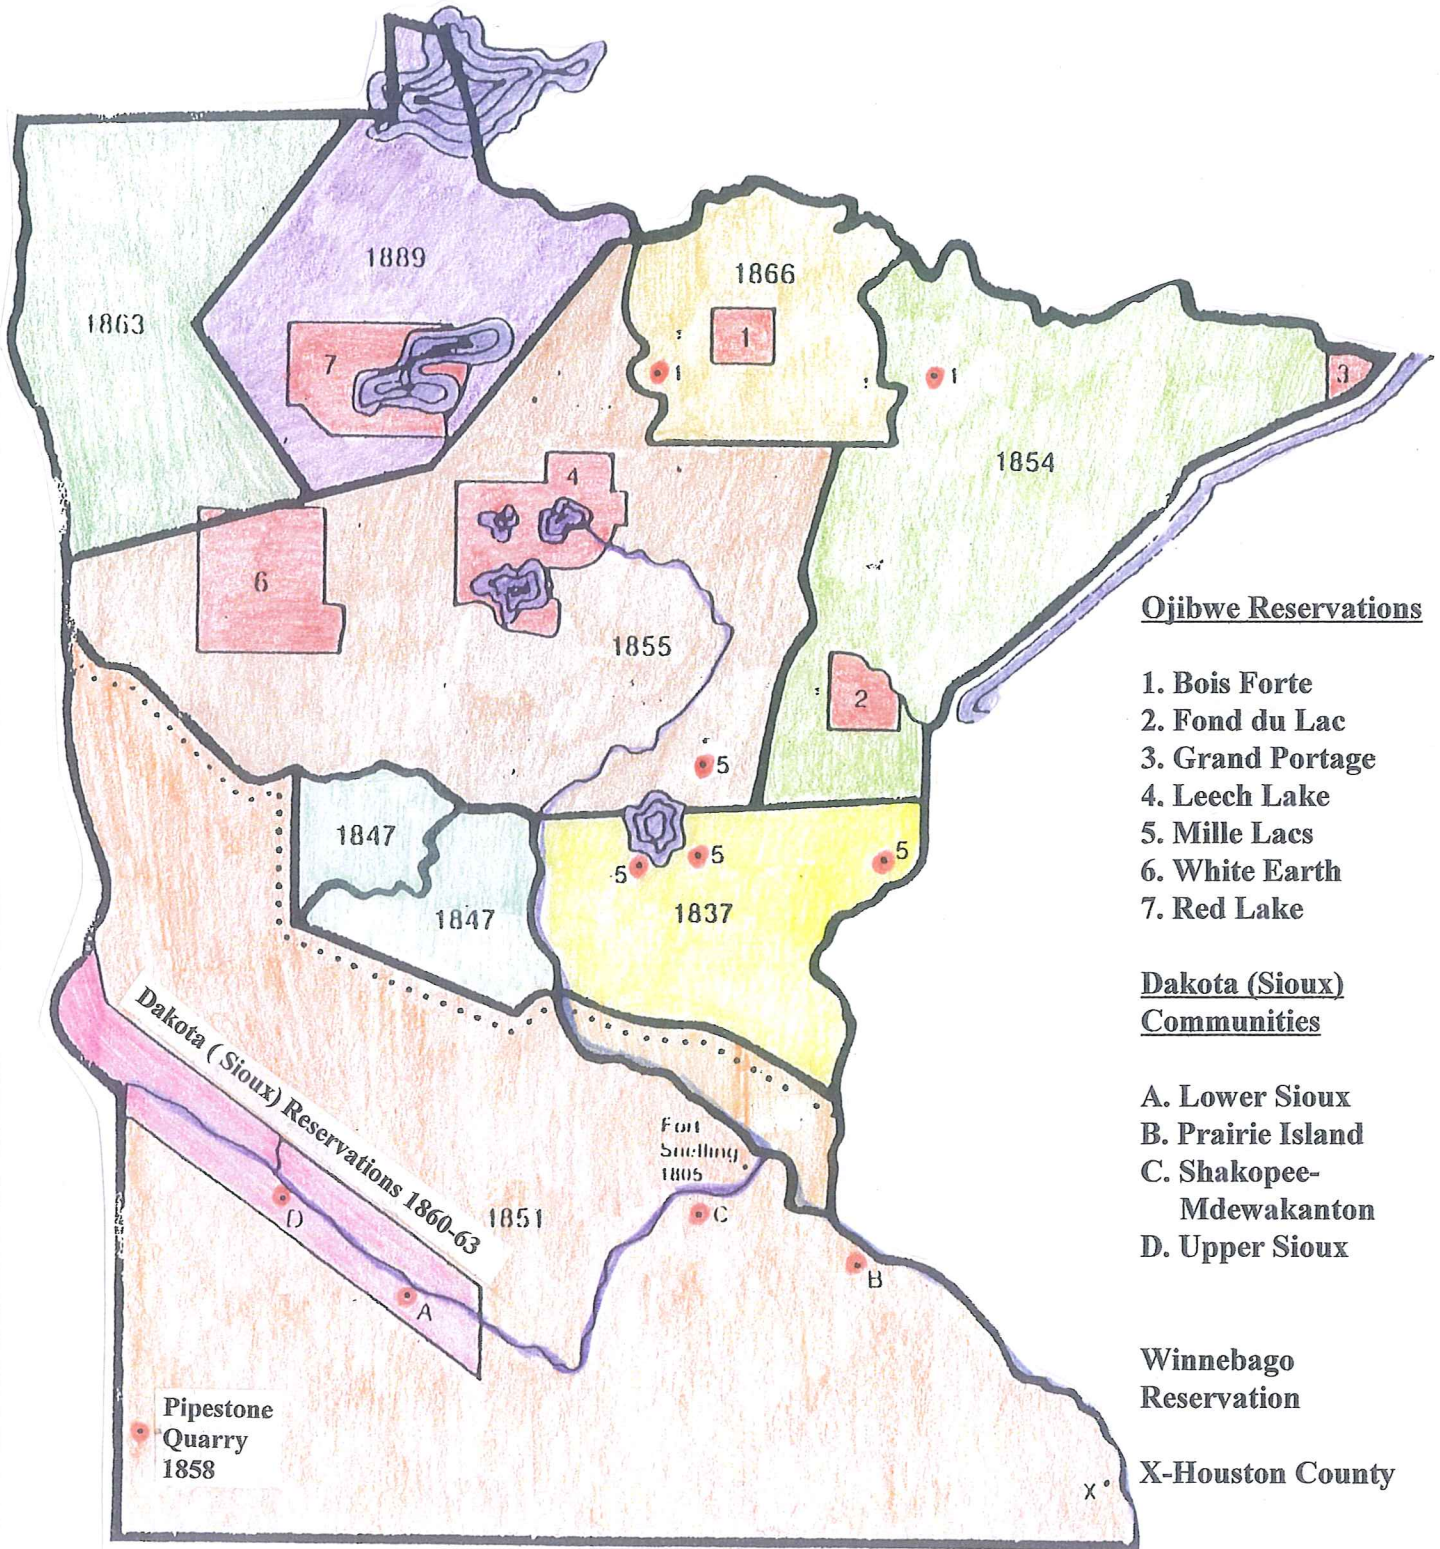 1889
1866
1863
1
7
1
1
3
4
1854
6
1855
2
5
1847
5
5
5
1847
1837
Dakota ( Sioux) Reservations 1860-63
Fort
Snelling
1805
D
1851
C
B
A
Pipestone
Quarry
1858
X
Ojibwe Reservations
1. Bois Forte
2. Fond du Lac
3. Grand Portage
4. Leech Lake
5. Mille Lacs
6. White Earth
7. Red Lake
Dakota (Sioux)
Communities
A. Lower Sioux
B. Prairie Island
C. Shakopee-
Mdewakanton
D. Upper Sioux
Winnebago
Reservation
X-Houston County